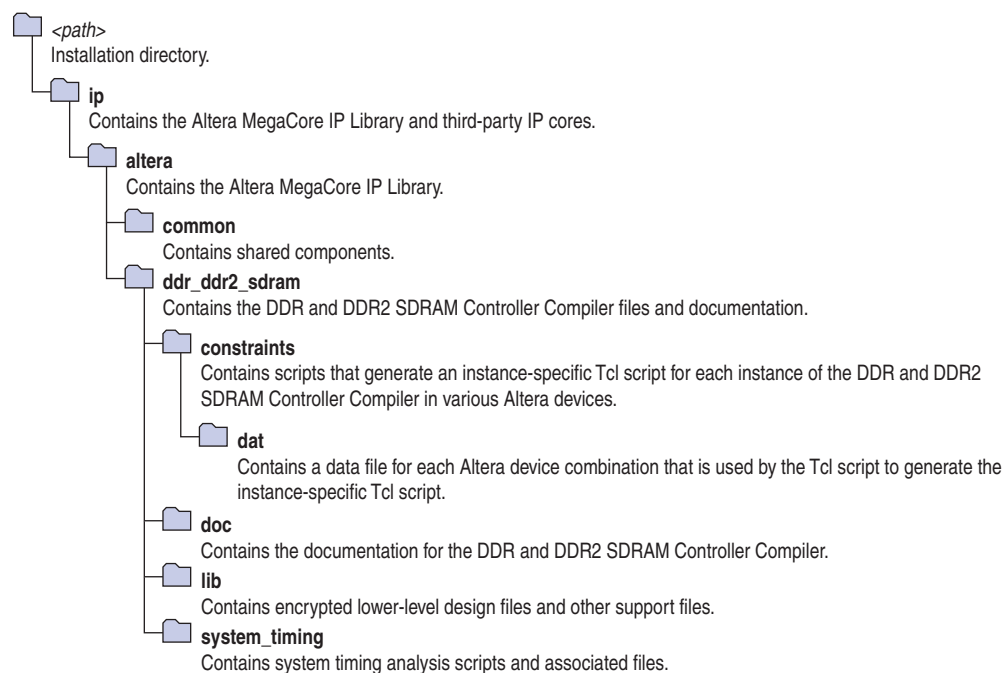 <path>
Installation directory.
ip
Contains the Altera MegaCore IP Library and third-party IP cores.
altera
Contains the Altera MegaCore IP Library.
common
Contains shared components.
ddr_ddr2_sdram
Contains the DDR and DDR2 SDRAM Controller Compiler files and documentation.
constraints
Contains scripts that generate an instance-specific Tcl script for each instance of the DDR and DDR2
SDRAM Controller Compiler in various Altera devices.
dat
Contains a data file for each Altera device combination that is used by the Tcl script to generate the
instance-specific Tcl script.
doc
Contains the documentation for the DDR and DDR2 SDRAM Controller Compiler.
lib
Contains encrypted lower-level design files and other support files.
system_timing
Contains system timing analysis scripts and associated files.